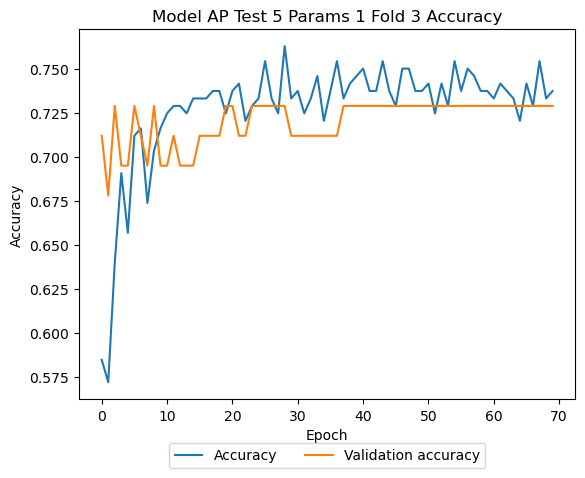 Model AP Test 5 Params 1 Fold 3 Accuracy
Accuracy
0.750
0.725
0.700
0.675
0.650
0.625
0.600
0.575
0 10 20 30 40 50 60 70
Epoch
Accuracy Validation accuracy